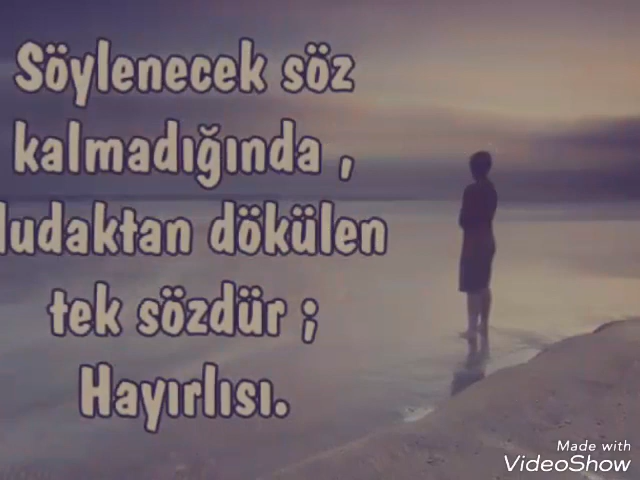 Söylenecek söz
kalmadığında ,
dudaktan dökülen
tek sözdür ;
Hayırlısı.
Made with
VideoShow